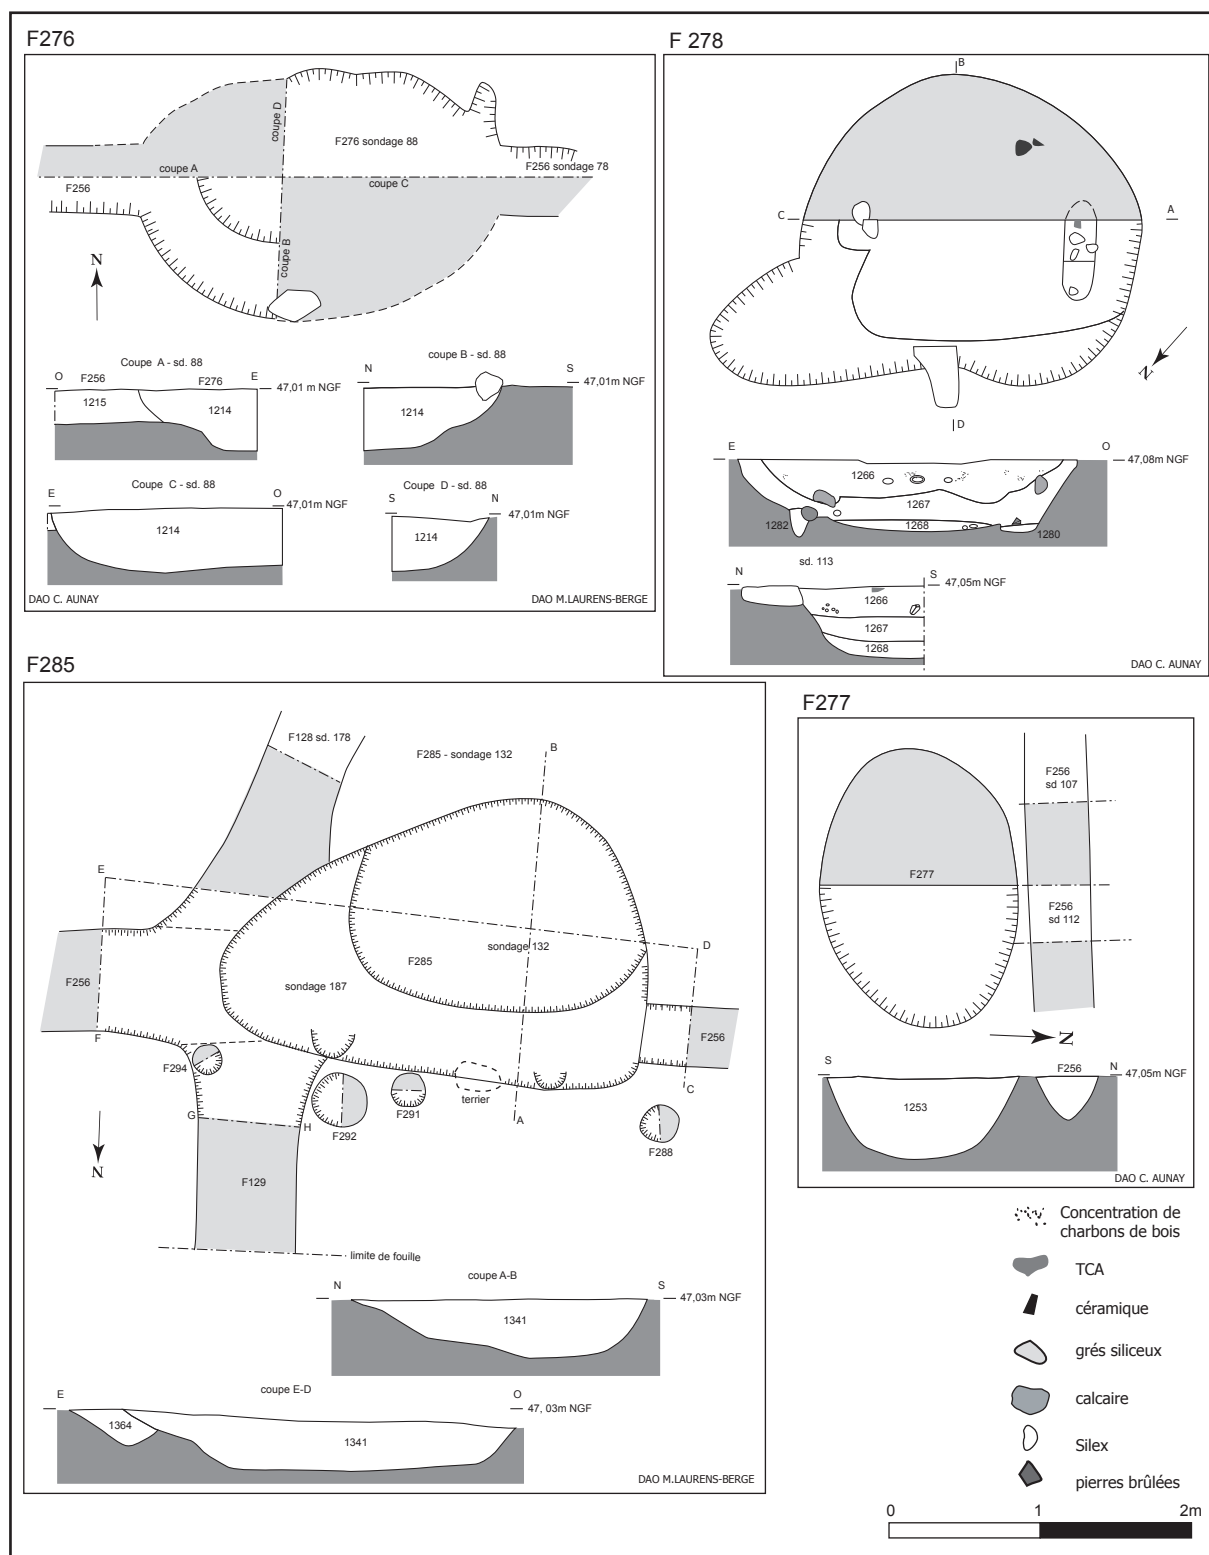 F276
coupe D
F276 sondage 88
coupe A
F256 sondage 78
coupe C
F256
coupe B
N
Coupe A - sd. 88
O F256 F276 E
47,01 m NGF
1215
1214
coupe B - sd. 88
N S
47,01m NGF
1214
Coupe C - sd. 88
E O
47,01m NGF
1214
Coupe D - sd. 88
S N
47,01m NGF
1214
DAO C. AUNAY
DAO M.LAURENS-BERGE
F 278
B
C
A
N
D
E O
47,08m NGF
1266
1267
1282
1268
1280
sd. 113
N S
47,05m NGF
1266
1267
1268
DAO C. AUNAY
F285
F128 sd. 178
F285 - sondage 132
B
E
sondage 132
D
F285
F256
sondage 187
F256
F
F294
terrier
C
G
H
F291
A
F292
F288
N
F129
limite de fouille
coupe A-B
N S
47,03m NGF
1341
coupe E-D
E O
47, 03m NGF
1364
1341
DAO M.LAURENS-BERGE
F277
F256
sd 107
F277
F256
sd 112
N
S F256 N
47,05m NGF
1253
DAO C. AUNAY
Concentration de
charbons de bois
TCA
céramique
grés siliceux
calcaire
Silex
pierres brûlées
0 1 2m